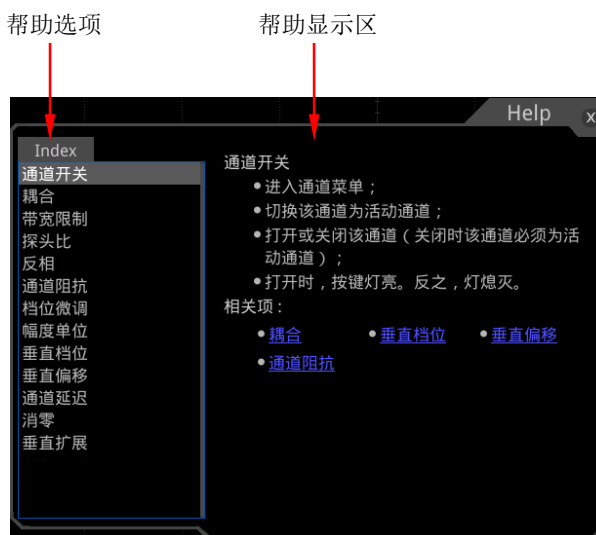 帮助选项 帮助显示区
Help x
Index
通道开关
耦合
带宽限制
探头比
反相
通道阻抗
档位微调
幅度单位
垂直档位
垂直偏移
通道延迟
消零
垂直扩展
通道开关
●进入通道菜单；
●切换该通道为活动通道；
●打开或关闭该通道（关闭时该通道必须为活
动通道）；
●打开时，按键灯亮。反之，灯熄灭。
相关项：
●耦合 ●垂直档位 ●垂直偏移
●通道阻抗